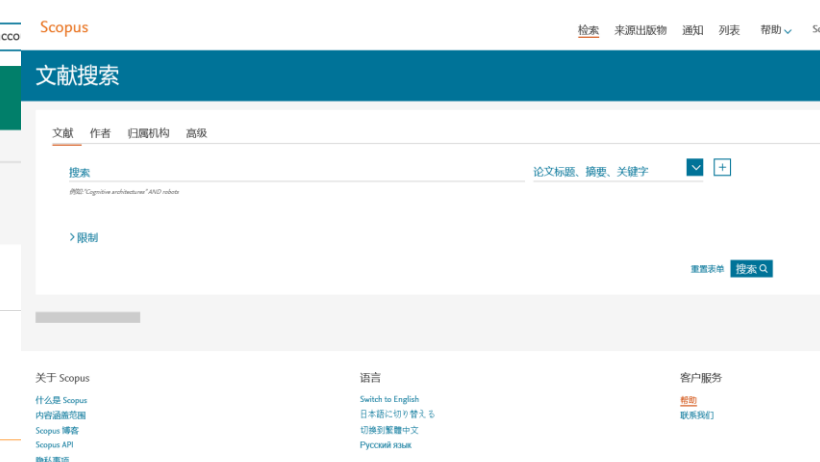 cco
Scopus
检索 来源出版物 通知 列表 帮助
文献搜索
文献 作者 归属机构 高级
搜索 论文标题、摘要、关键字
例如 "Cognitive architectures" AND robots
限制
重置表单 搜索
关于 Scopus 语言 客户服务
什么是 Scopus Switch to English 帮助
内容涵盖范围 日本語に切り替える 联系我们
Scopus 博客 切換到繁體中文
Scopus API Русский язык
隐私事项